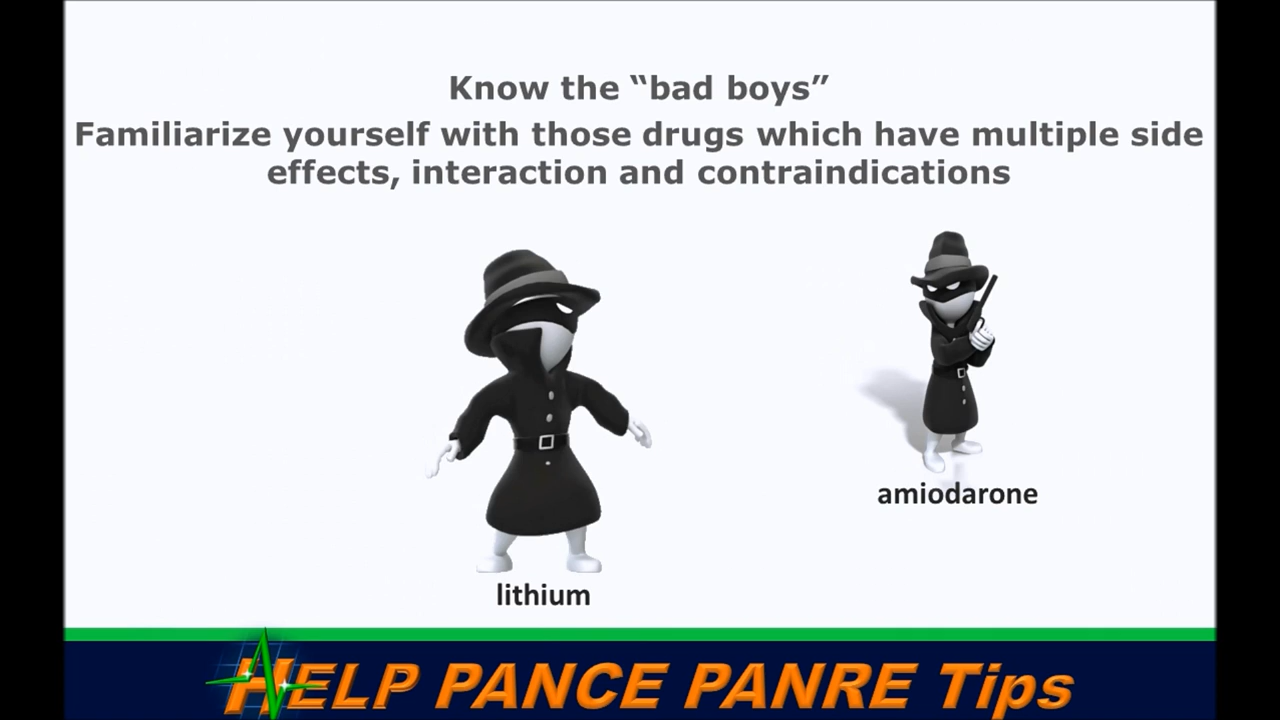 Know the “bad boys”
Familiarize yourself with those drugs which have multiple side
effects, interaction and contraindications
amiodarone
lithium
HELP PANCE PANRE Tips